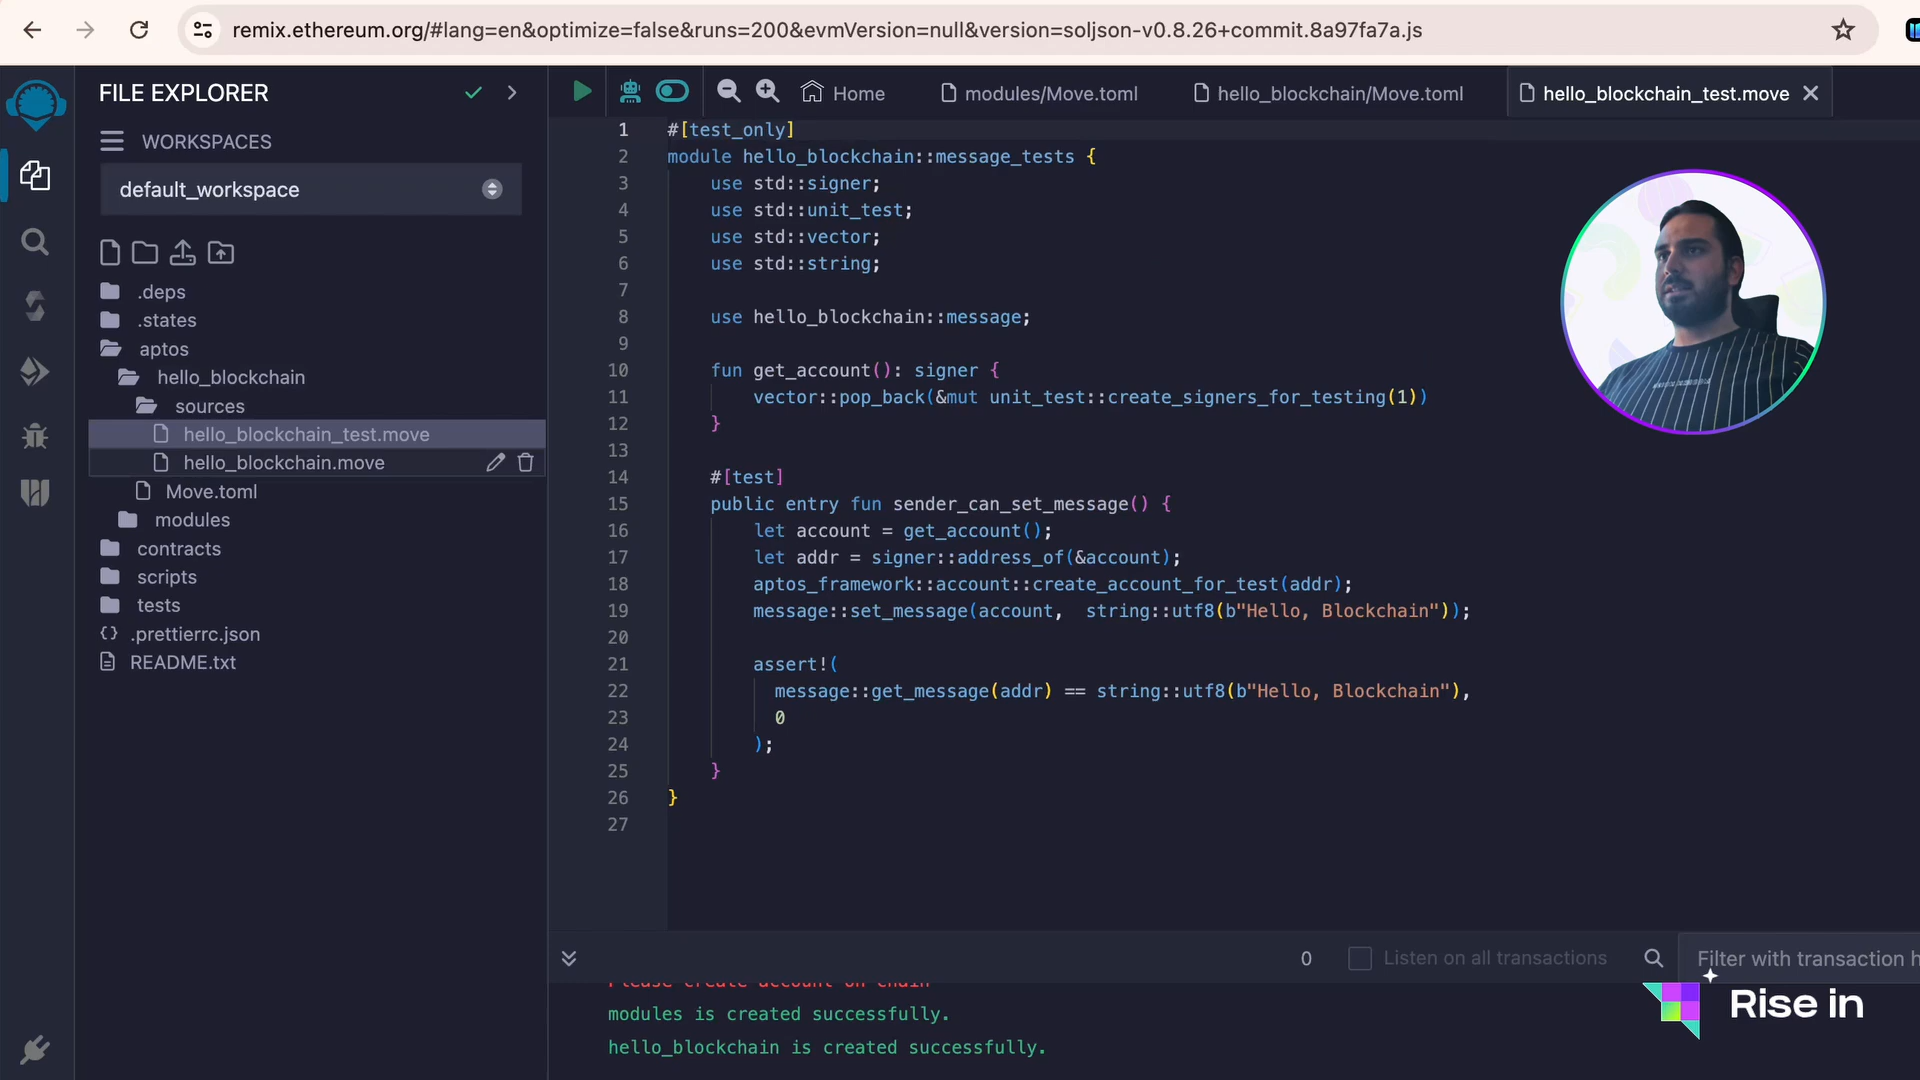 remix.ethereum.org/#lang=en&optimize=false&runs=200&evmVersion=null&version=soljson-v0.8.26+commit.8a97fa7a.js
FILE EXPLORER
WORKSPACES
default_workspace
.deps
.states
aptos
hello_blockchain
sources
hello_blockchain_test.move
hello_blockchain.move
Move.toml
modules
contracts
scripts
tests
.prettierrc.json
README.txt
Home
modules/Move.toml
hello_blockchain/Move.toml
hello_blockchain_test.move
1 #[test_only]
2 module hello_blockchain::message_tests {
3 use std::signer;
4 use std::unit_test;
5 use std::vector;
6 use std::string;
7
8 use hello_blockchain::message;
9
10 fun get_account(): signer {
11 vector::pop_back(&mut unit_test::create_signers_for_testing(1))
12 }
13
14 #[test]
15 public entry fun sender_can_set_message() {
16 let account = get_account();
17 let addr = signer::address_of(&account);
18 aptos_framework::account::create_account_for_test(addr);
19 message::set_message(account,  string::utf8(b"Hello, Blockchain"));
20
21 assert!(
22 message::get_message(addr) == string::utf8(b"Hello, Blockchain"),
23 0
24 );
25 }
26 }
27
0
Listen on all transactions
Filter with transaction h
Please create account on chain
modules is created successfully.
hello_blockchain is created successfully.
Rise in